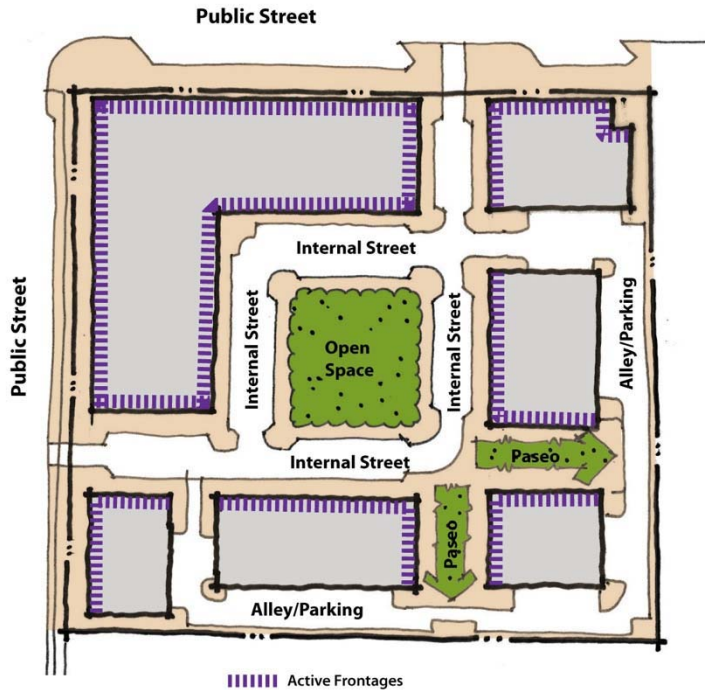 Public Street
Public Street
Internal Street
Internal Street
Open
Space
Internal Street
Alley/Parking
Internal Street
Paseo
Paseo
Alley/Parking
Active Frontages